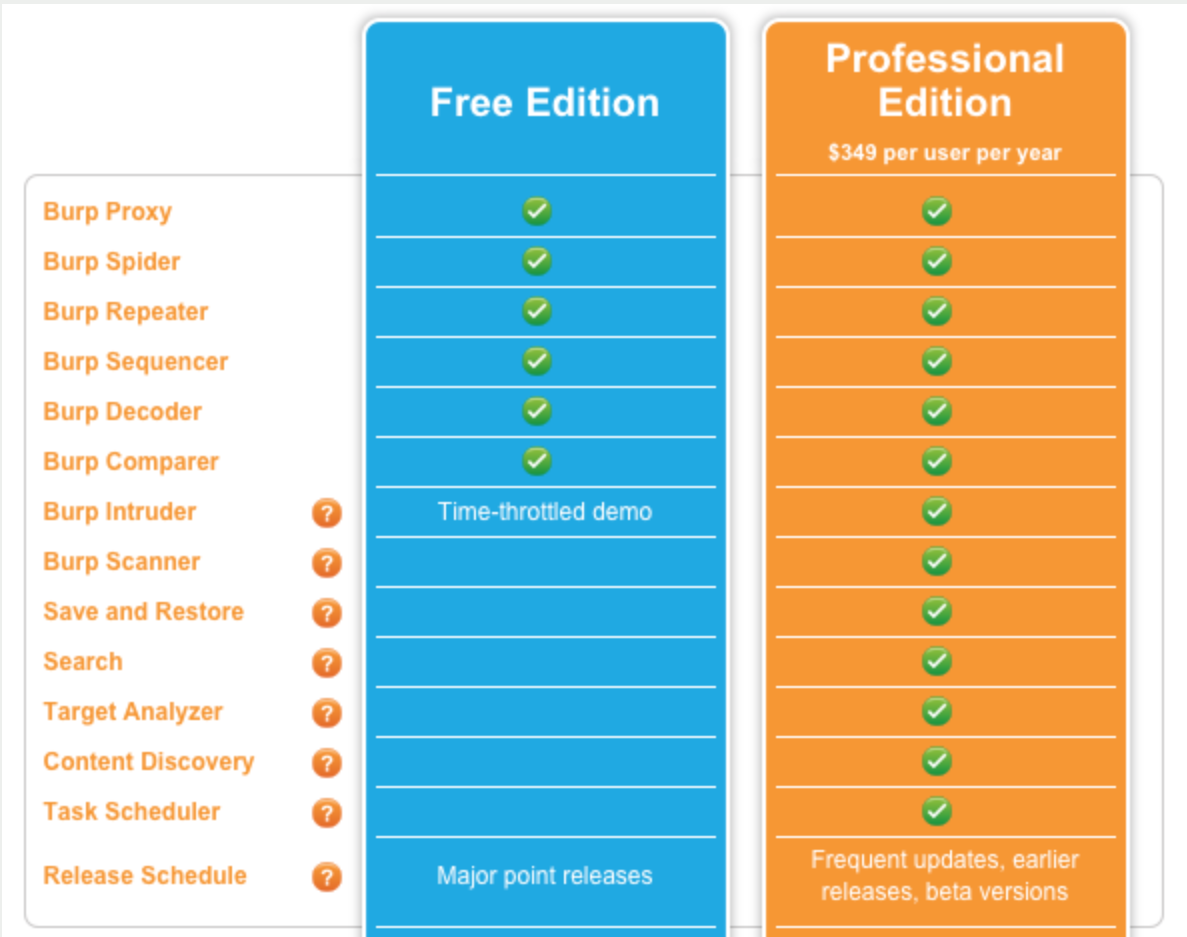 Free Edition
Professional
Edition
$349 per user per year
Burp Proxy
Burp Spider
Burp Repeater
Burp Sequencer
Burp Decoder
Burp Comparer
Burp Intruder ? Time-throttled demo
Burp Scanner ?
Save and Restore ?
Search ?
Target Analyzer ?
Content Discovery ?
Task Scheduler ?
Release Schedule ? Major point releases
Frequent updates, earlier
releases, beta versions